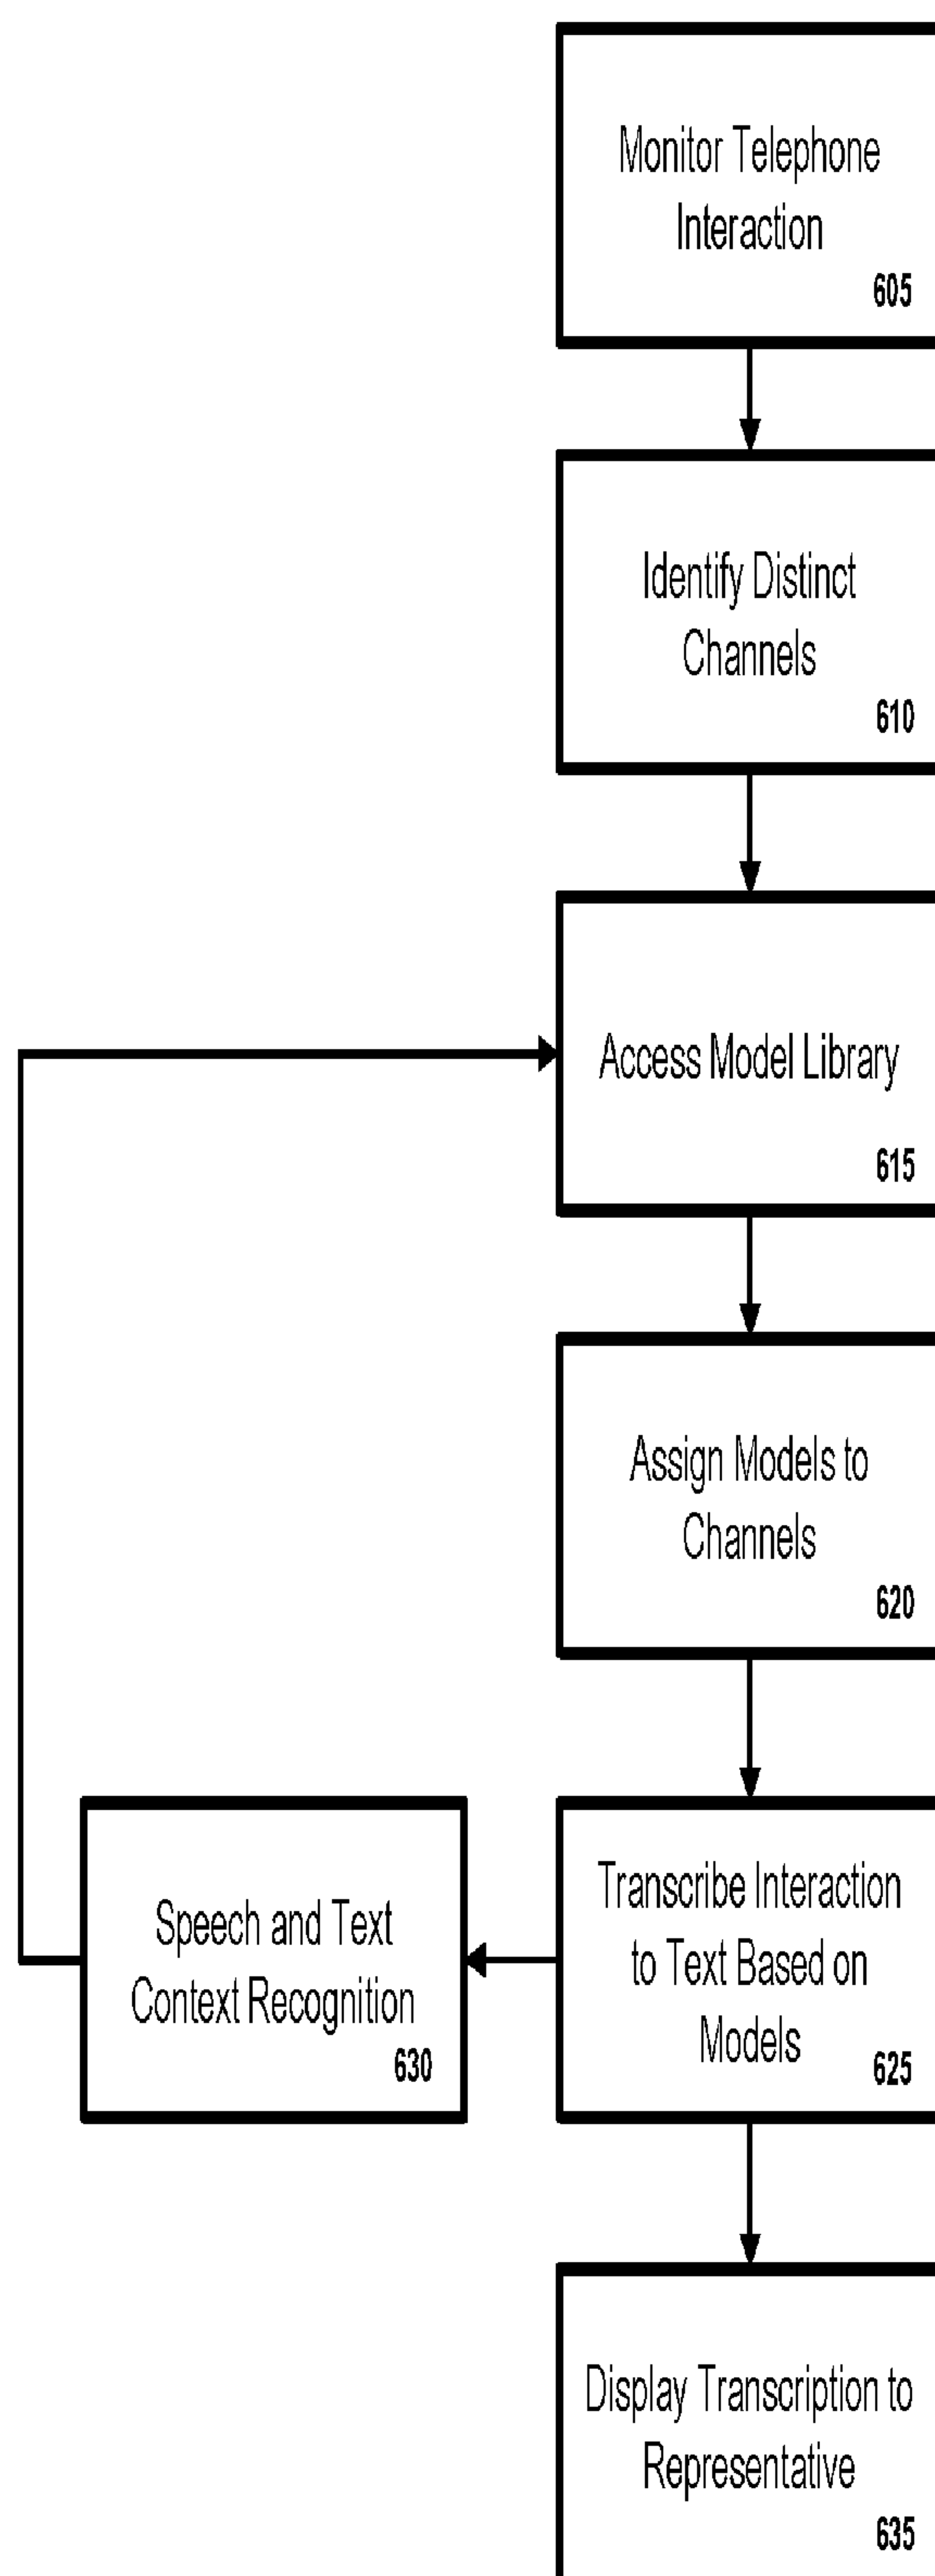 Monitor Telephone
Interaction
605
Identify Distinct
Channels
610
Access Model Library
615
Assign Models to
Channels
620
Transcribe Interaction
to Text Based on
Models
625
Speech and Text
Context Recognition
630
Display Transcription to
Representative
635